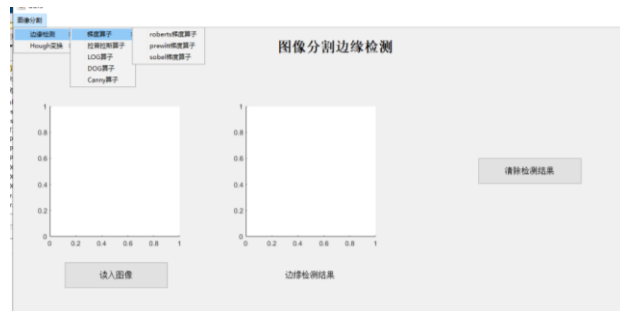 图像分割
边缘检测 梯度算子 roberts梯度算子
Hough变换 拉普拉斯算子 prewitt梯度算子
LOG算子 sobel梯度算子
DOG算子
Canny算子
图像分割边缘检测
1 1
0.8 0.8
0.6 0.6
0.4 0.4
0.2 0.2
0 0
0 0.2 0.4 0.6 0.8 1 0 0.2 0.4 0.6 0.8 1
清除检测结果
读入图像 边缘检测结果